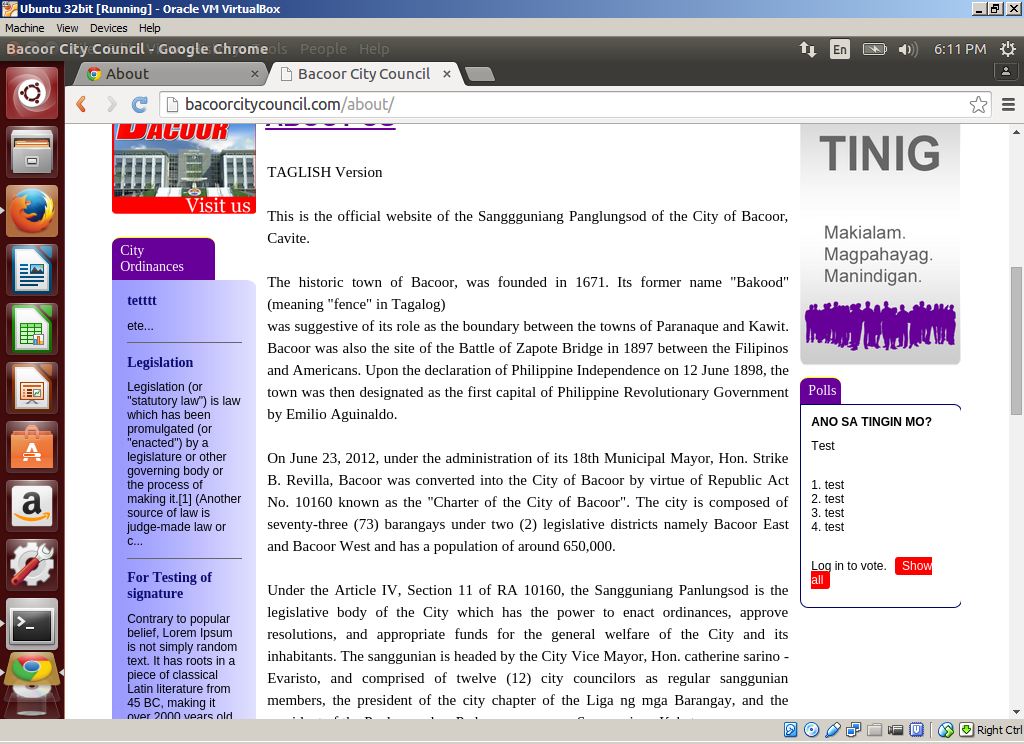 Ubuntu 32bit [Running] - Oracle VM VirtualBox
Machine View Devices Help
Bacoor City Council - Google Chrome
People Help
En
6:11 PM
About
Bacoor City Council
bacoorcitycouncil.com/about/
BACOOR
Visit us
City
Ordinances
tetttt
ete...
Legislation
Legislation (or
"statutory law") is law
which has been
promulgated (or
"enacted") by a
legislature or other
governing body or
the process of
making it.[1] (Another
source of law is
judge-made law or
c...
For Testing of
signature
Contrary to popular
belief, Lorem Ipsum
is not simply random
text. It has roots in a
piece of classical
Latin literature from
45 BC, making it
over 2000 years old
ABOUT US
TAGLISH Version
This is the official website of the Sanggguniang Panglungsod of the City of Bacoor,
Cavite.
The historic town of Bacoor, was founded in 1671. Its former name "Bakood"
(meaning "fence" in Tagalog)
was suggestive of its role as the boundary between the towns of Paranaque and Kawit.
Bacoor was also the site of the Battle of Zapote Bridge in 1897 between the Filipinos
and Americans. Upon the declaration of Philippine Independence on 12 June 1898, the
town was then designated as the first capital of Philippine Revolutionary Government
by Emilio Aguinaldo.
On June 23, 2012, under the administration of its 18th Municipal Mayor, Hon. Strike
B. Revilla, Bacoor was converted into the City of Bacoor by virtue of Republic Act
No. 10160 known as the "Charter of the City of Bacoor". The city is composed of
seventy-three (73) barangays under two (2) legislative districts namely Bacoor East
and Bacoor West and has a population of around 650,000.
Under the Article IV, Section 11 of RA 10160, the Sangguniang Panlungsod is the
legislative body of the City which has the power to enact ordinances, approve
resolutions, and appropriate funds for the general welfare of the City and its
inhabitants. The sanggunian is headed by the City Vice Mayor, Hon. catherine sarino -
Evaristo, and comprised of twelve (12) city councilors as regular sanggunian
members, the president of the city chapter of the Liga ng mga Barangay, and the
TINIG
Makialam.
Magpahayag.
Manindigan.
Polls
ANO SA TINGIN MO?
Test
1. test
2. test
3. test
4. test
Log in to vote. Show
all
Right Ctrl